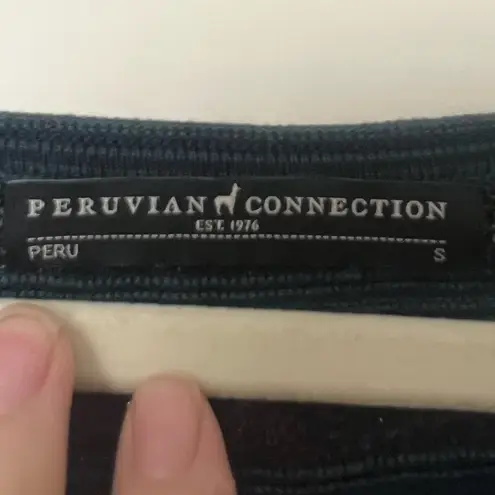 PERUVIAN CONNECTION
EST. 1976
PERU S